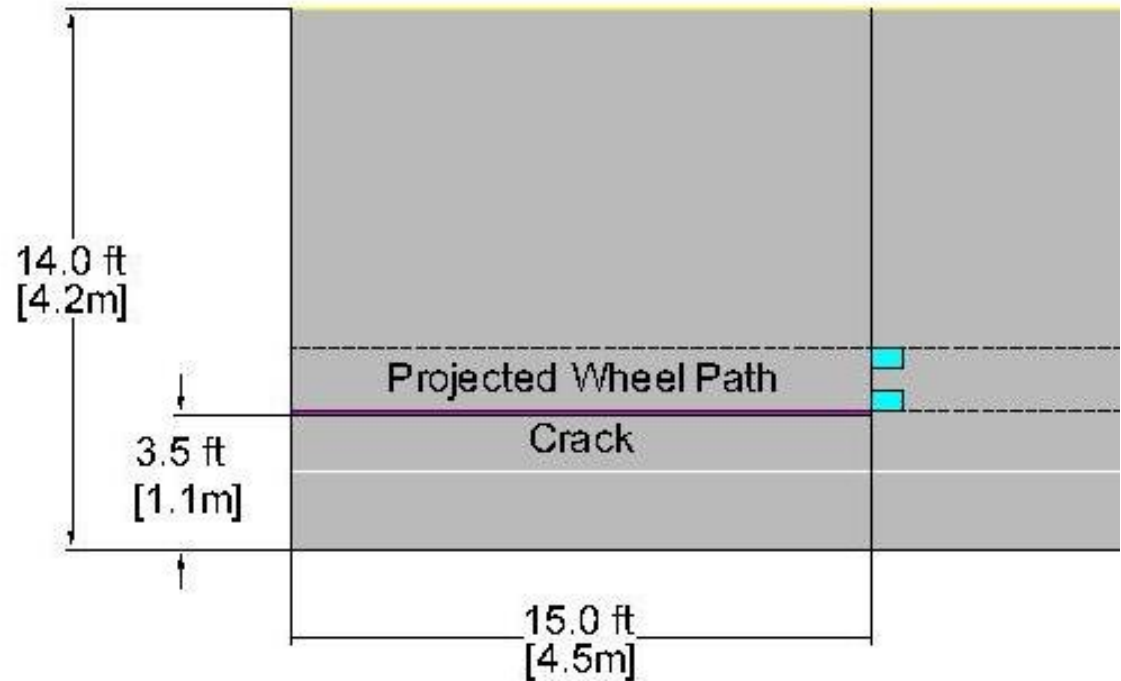 14.0 ft
[4.2m]
Projected Wheel Path
Crack
3.5 ft
[1.1m]
15.0 ft
[4.5m]